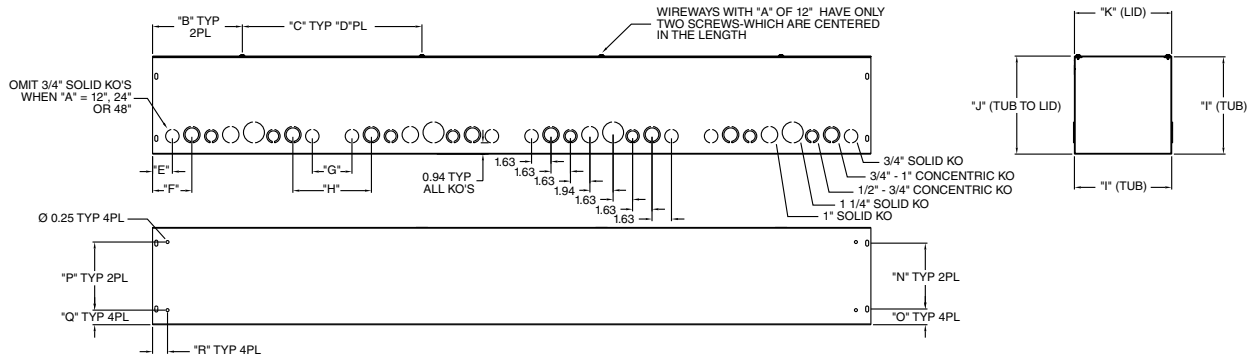 "B" TYP
2PL
"C" TYP "D"PL
WIREWAYS WITH "A" OF 12" HAVE ONLY
TWO SCREWS-WHICH ARE CENTERED
IN THE LENGTH
"K" (LID)
OMIT 3/4" SOLID KO'S
WHEN "A" = 12", 24"
OR 48"
"J" (TUB TO LID)
"I" (TUB)
"E"
"F"
"G"
"H"
0.94 TYP
ALL KO'S
1.63
1.63
1.63
1.94
1.63
1.63
1.63
3/4" SOLID KO
3/4" - 1" CONCENTRIC KO
1/2" - 3/4" CONCENTRIC KO
1 1/4" SOLID KO
1" SOLID KO
"I" (TUB)
Ø 0.25 TYP 4PL
"P" TYP 2PL
"N" TYP 2PL
"Q" TYP 4PL
"O" TYP 4PL
"R" TYP 4PL